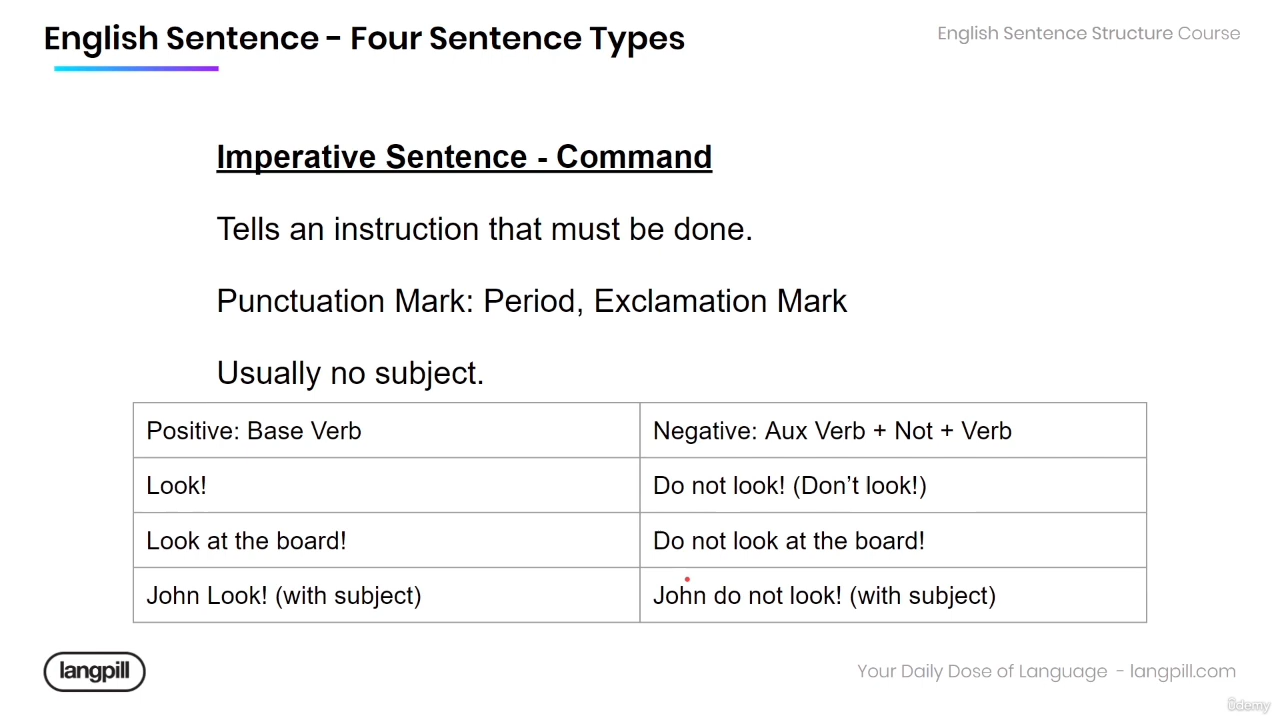 English Sentence - Four Sentence Types
English Sentence Structure Course
Imperative Sentence - Command
Tells an instruction that must be done.
Punctuation Mark: Period, Exclamation Mark
Usually no subject.
Positive: Base Verb
Negative: Aux Verb + Not + Verb
Look!
Do not look! (Don’t look!)
Look at the board!
Do not look at the board!
John Look! (with subject)
John do not look! (with subject)
langpill
Your Daily Dose of Language - langpill.com
ûdemy